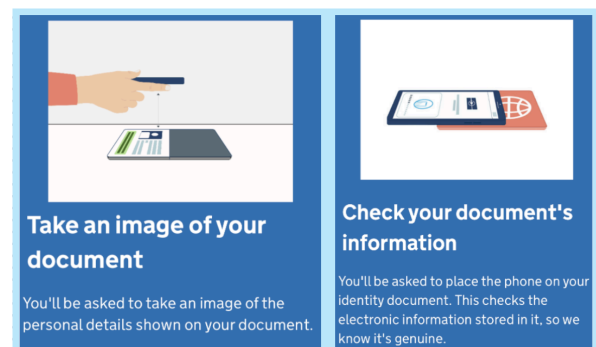 Take an image of your
document
You'll be asked to take an image of the
personal details shown on your document.
Check your document's
information
You'll be asked to place the phone on your
identity document. This checks the
electronic information stored in it, so we
know it's genuine.